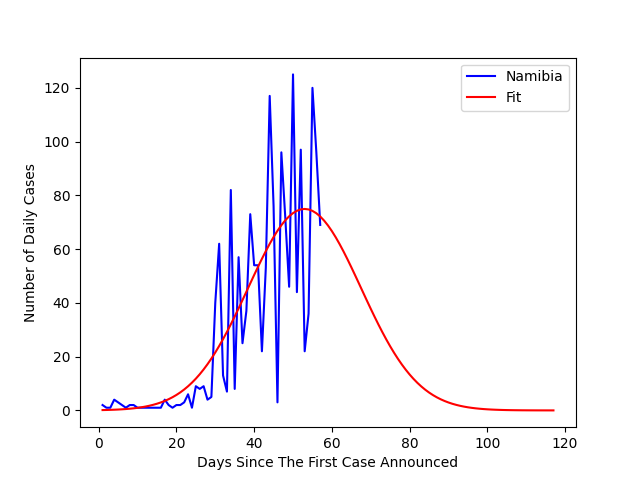 Namibia
Fit
Number of Daily Cases
120
100
80
60
40
20
0
0 20 40 60 80 100 120
Days Since The First Case Announced